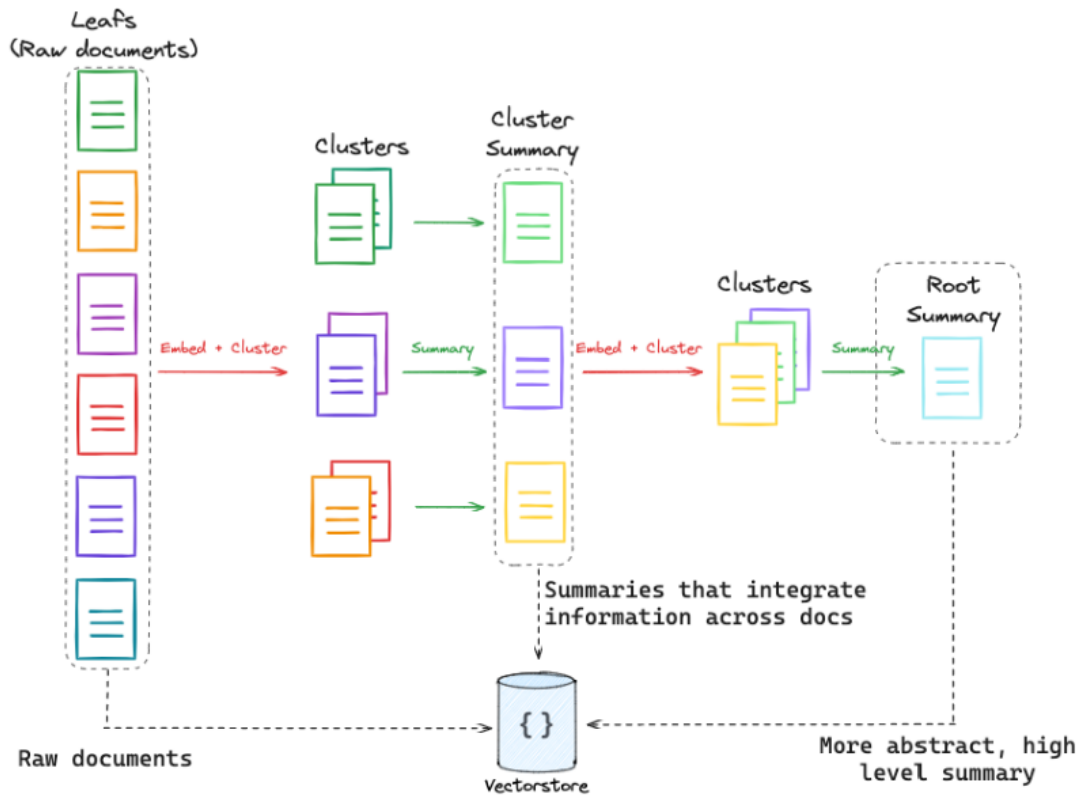 Leafs
(Raw documents)
Clusters
Cluster
Summary
Embed + Cluster
Summary
Embed + Cluster
Clusters
Summary
Root
Summary
Summaries that integrate
information across docs
{}
Vectorstore
Raw documents
More abstract, high
level summary